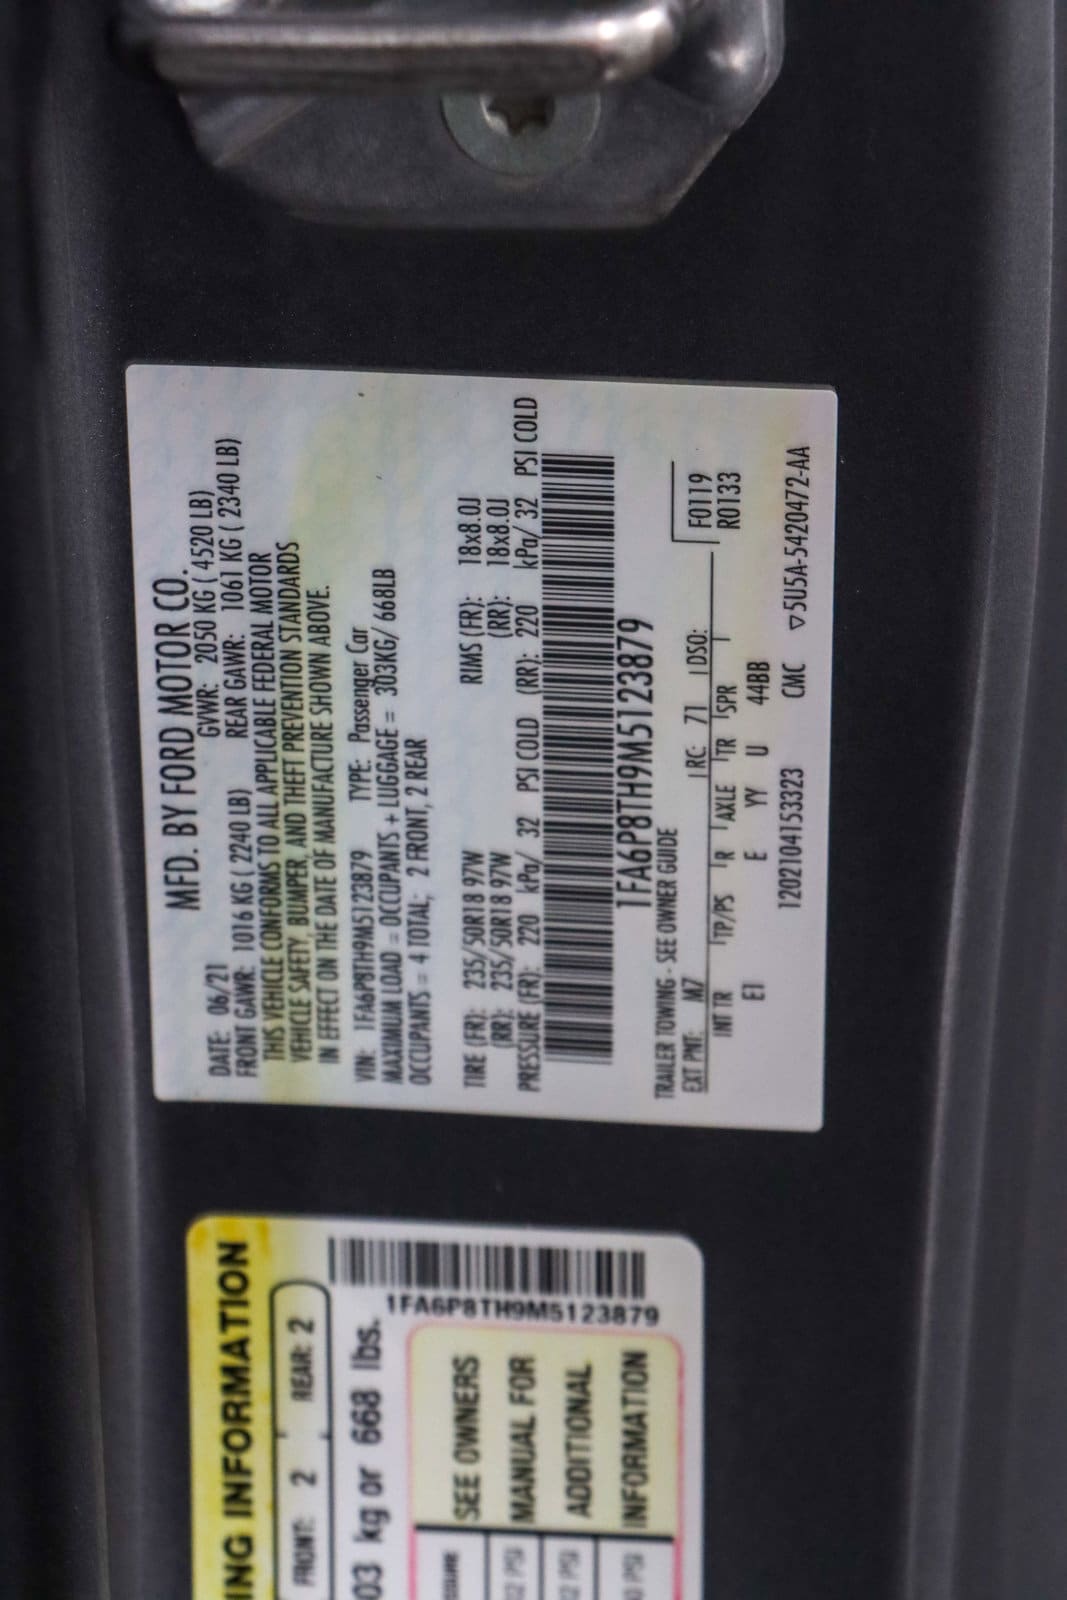 MFD. BY FORD MOTOR CO.
DATE: 06/21 GVWR: 2050 KG ( 4520 LB)
FRONT GAWR: 1016 KG ( 2240 LB) REAR GAWR: 1061 KG ( 2340 LB)
THIS VEHICLE CONFORMS TO ALL APPLICABLE FEDERAL MOTOR
VEHICLE SAFETY, BUMPER, AND THEFT PREVENTION STANDARDS
IN EFFECT ON THE DATE OF MANUFACTURE SHOWN ABOVE.
VIN: 1FA6P8TH9M5123879 TYPE: Passenger Car
MAXIMUM LOAD = OCCUPANTS + LUGGAGE = 303KG/ 668LB
OCCUPANTS = 4 TOTAL; 2 FRONT, 2 REAR
TIRE (FR): 235/50R18 97W RIMS (FR): 18x8.0J
(RR): 235/50R18 97W (RR): 18x8.0J
PRESSURE (FR): 220 kPa/ 32 PSI COLD (RR): 220 kPa/ 32 PSI COLD
1FA6P8TH9M5123879
TRAILER TOWING - SEE OWNER GUIDE F0119
EXT PNT: M7 RC: 71 DSO: R0133
INT TR TP/PS R AXLE TR SPR
E1 E YY U 44BB
1202104153323 CMC ▽5U5A-5420472-AA
ING INFORMATION
FRONT: 2 REAR: 2
03 kg or 668 lbs.
1FA6P8TH9M5123879
SEE OWNERS
MANUAL FOR
ADDITIONAL
INFORMATION